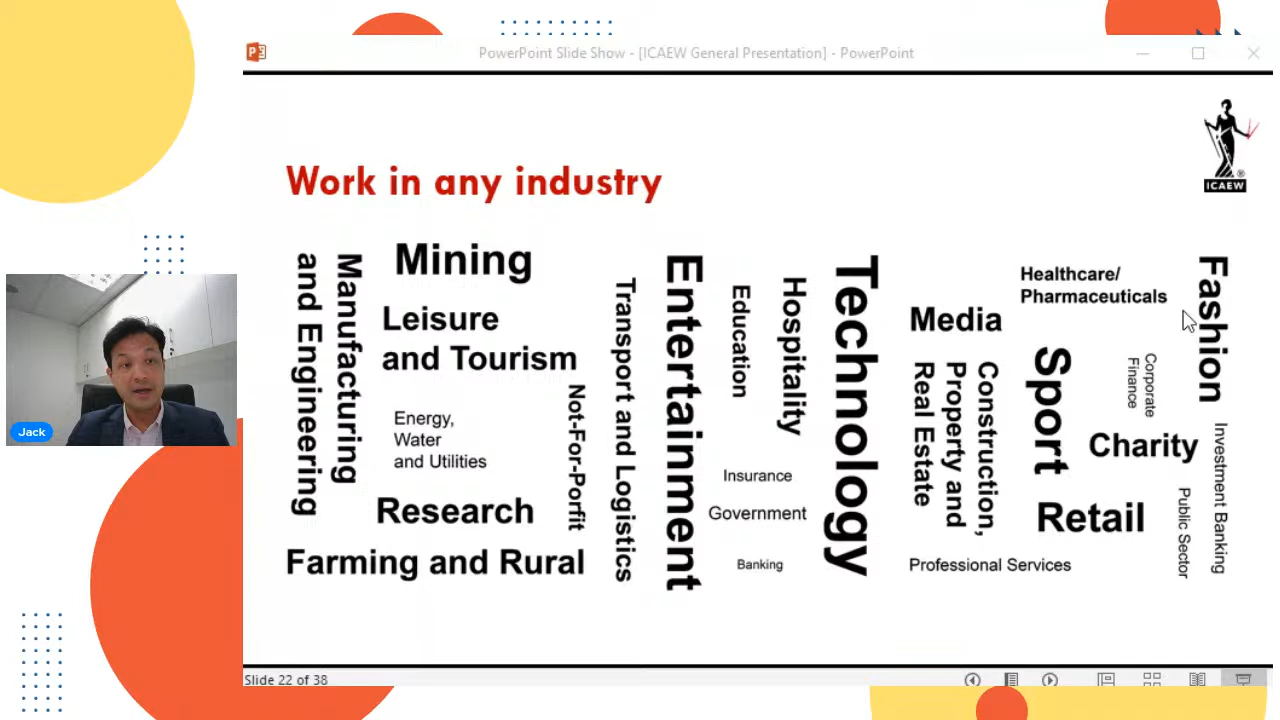 PowerPoint Slide Show - [ICAEW General Presentation] - PowerPoint
ICAEW
Work in any industry
Manufacturing
and Engineering
Mining
Leisure
and Tourism
Energy,
Water
and Utilities
Research
Farming and Rural
Not-For-Porfit
Transport and Logistics
Entertainment
Education
Hospitality
Insurance
Government
Banking
Technology
Media
Construction,
Property and
Real Estate
Professional Services
Healthcare/
Pharmaceuticals
Sport
Corporate
Finance
Charity
Retail
Fashion
Investment Banking
Public Sector
Jack
Slide 22 of 38